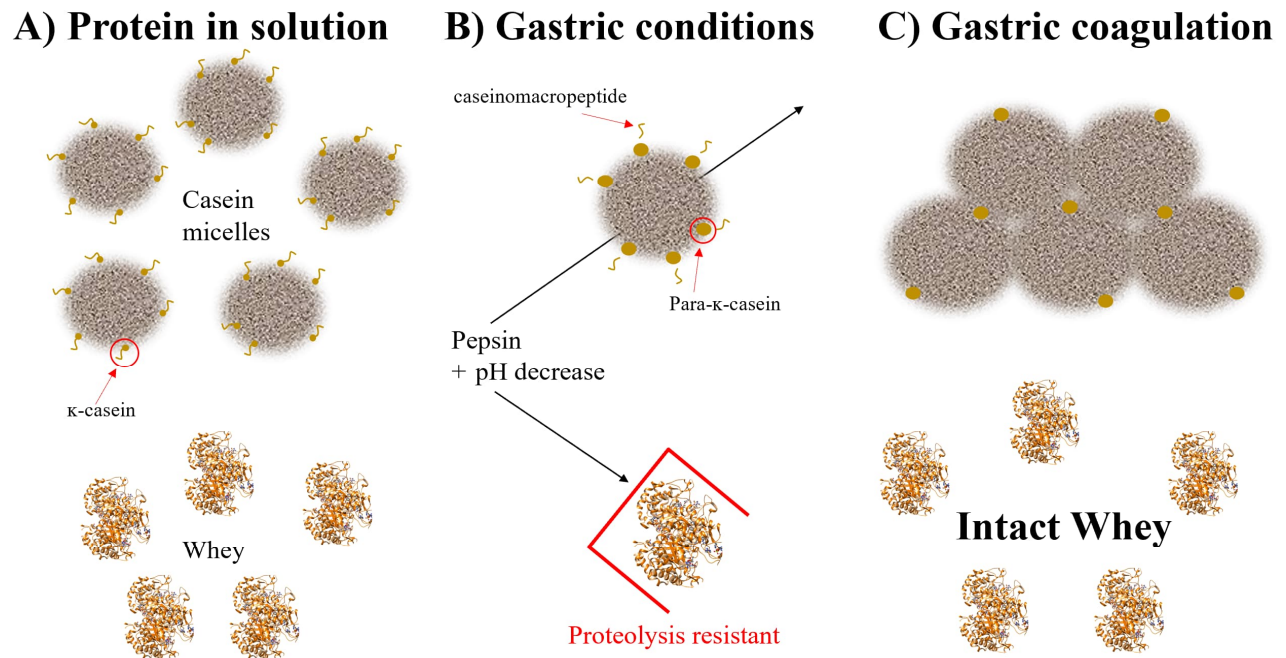 A) Protein in solution
Casein
micelles
κ-casein
Whey
B) Gastric conditions
caseinomacropeptide
Para-κ-casein
Pepsin
+ pH decrease
Proteolysis resistant
C) Gastric coagulation
Intact Whey